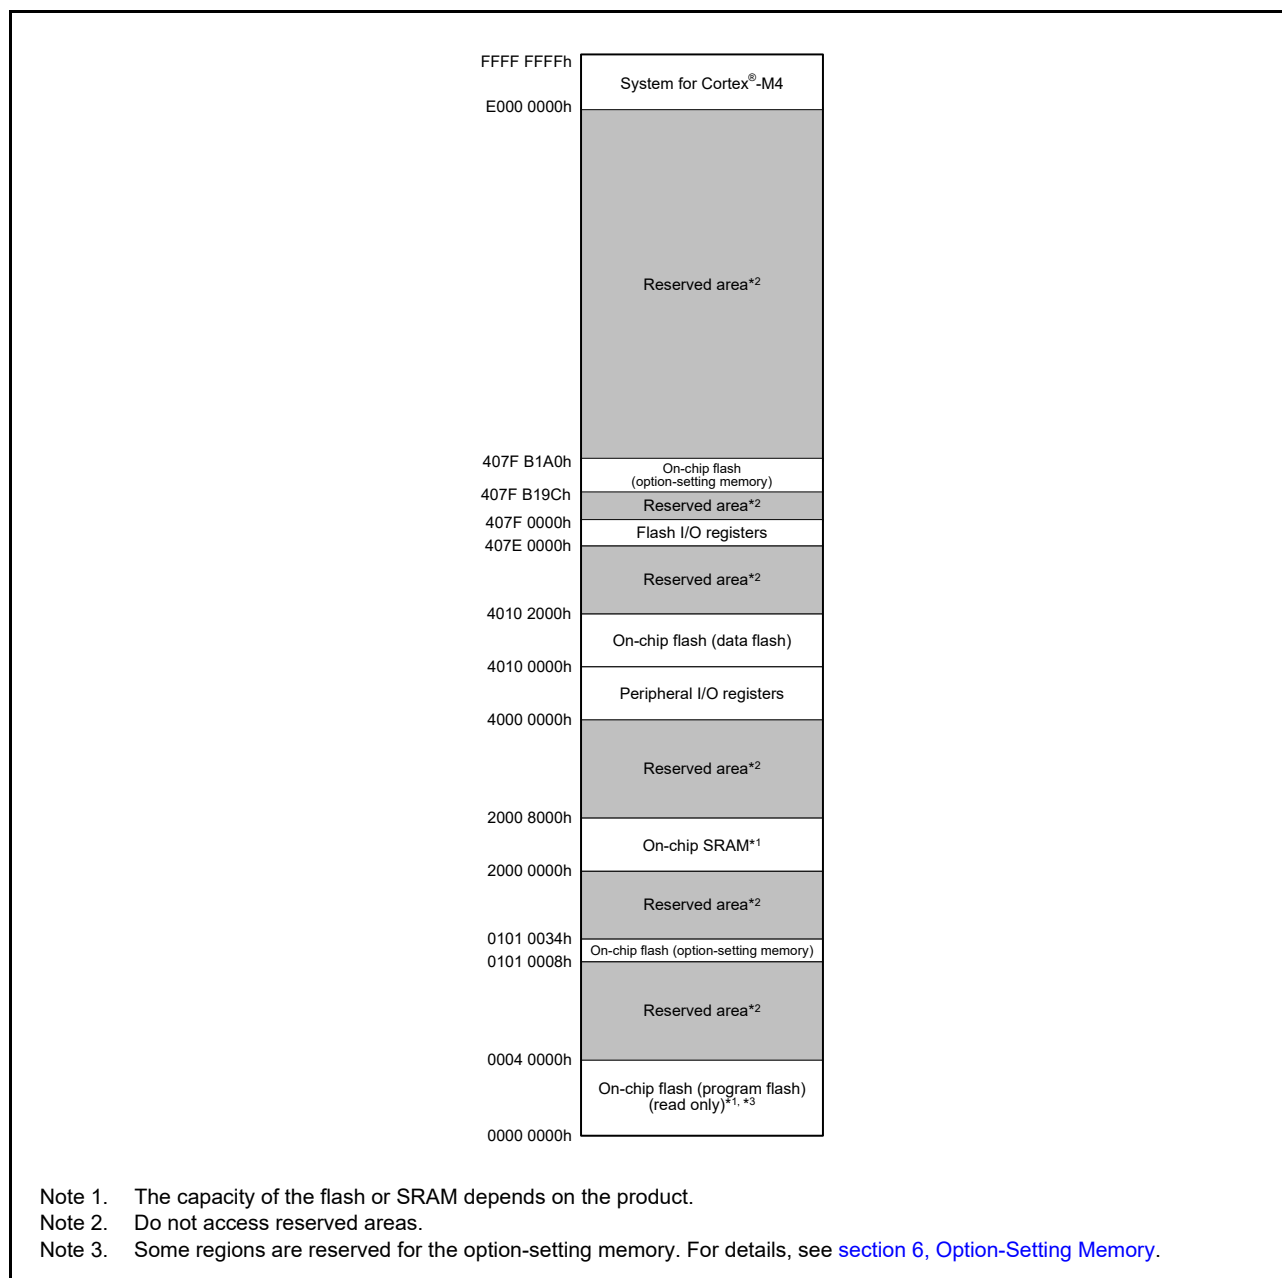 FFFF FFFFh
System for Cortex®-M4
E000 0000h
Reserved area*2
407F B1A0h
On-chip flash
(option-setting memory)
407F B19Ch
Reserved area*2
407F 0000h
Flash I/O registers
407E 0000h
Reserved area*2
4010 2000h
On-chip flash (data flash)
4010 0000h
Peripheral I/O registers
4000 0000h
Reserved area*2
2000 8000h
On-chip SRAM*1
2000 0000h
Reserved area*2
0101 0034h
On-chip flash (option-setting memory)
0101 0008h
Reserved area*2
0004 0000h
On-chip flash (program flash)
(read only)*1, *3
0000 0000h
Note 1. The capacity of the flash or SRAM depends on the product.
Note 2. Do not access reserved areas.
Note 3. Some regions are reserved for the option-setting memory. For details, see section 6, Option-Setting Memory.